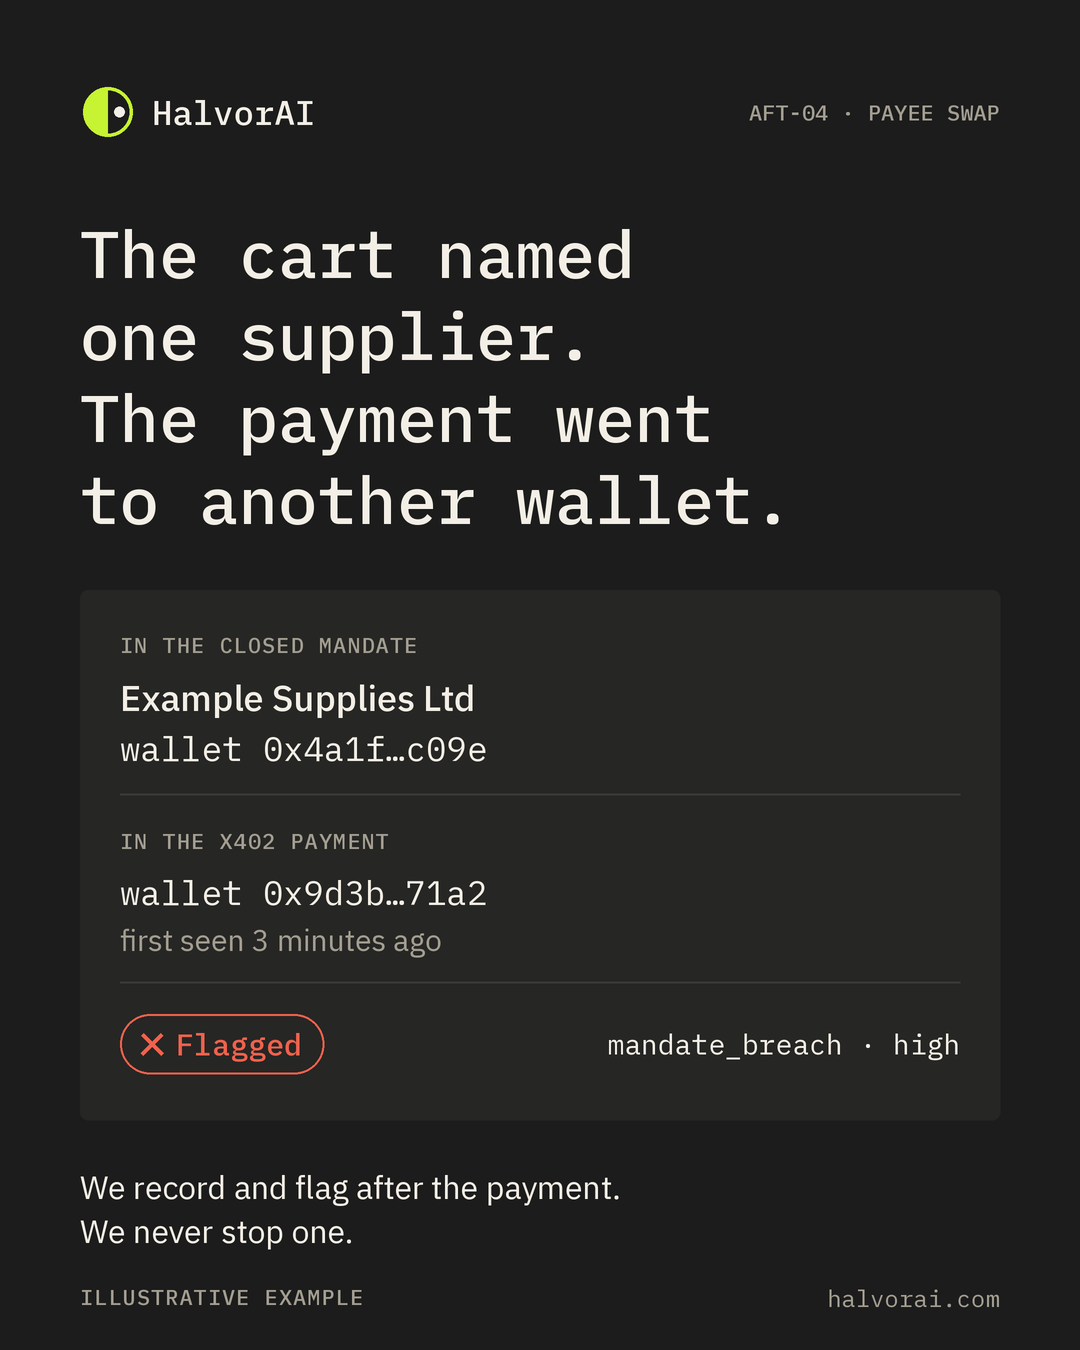 HalvorAI
AFT-04 · PAYEE SWAP
The cart named
one supplier.
The payment went
to another wallet.
IN THE CLOSED MANDATE
Example Supplies Ltd
wallet 0x4a1f…c09e
IN THE X402 PAYMENT
wallet 0x9d3b…71a2
first seen 3 minutes ago
✕ Flagged
mandate_breach · high
We record and flag after the payment.
We never stop one.
ILLUSTRATIVE EXAMPLE
halvorai.com